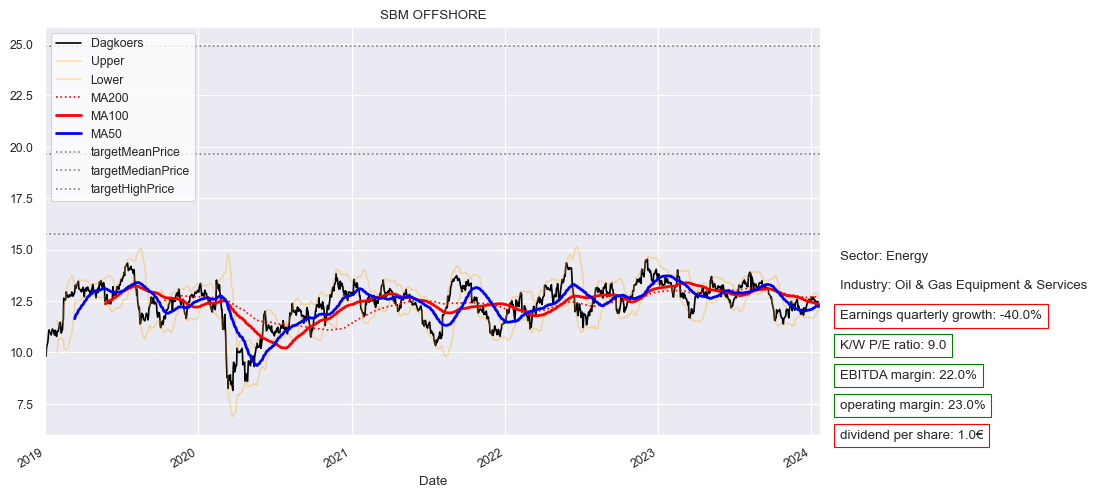 SBM OFFSHORE
25.0
22.5
20.0
17.5
15.0
12.5
10.0
7.5
Dagkoers
Upper
Lower
MA200
MA100
MA50
targetMeanPrice
targetMedianPrice
targetHighPrice
2019
2020
2021
2022
2023
2024
Date
Sector: Energy
Industry: Oil & Gas Equipment & Services
Earnings quarterly growth: -40.0%
K/W P/E ratio: 9.0
EBITDA margin: 22.0%
operating margin: 23.0%
dividend per share: 1.0€